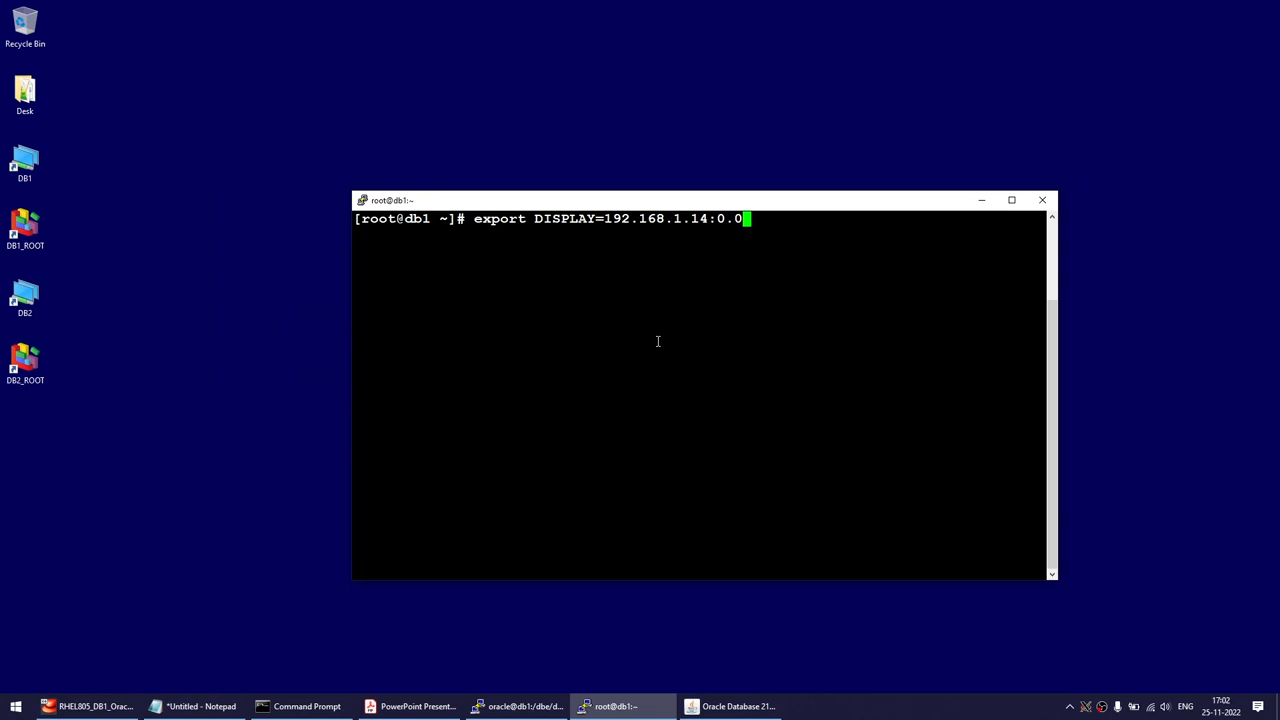 Recycle Bin
Desk
DB1
DB1_ROOT
DB2
DB2_ROOT
root@db1:~
[root@db1 ~]# export DISPLAY=192.168.1.14:0.0
RHEL805_DB1_Orac...
*Untitled - Notepad
Command Prompt
PowerPoint Present...
oracle@db1:/dbe/d...
root@db1:~
Oracle Database 21...
ENG
17:02
25-11-2022